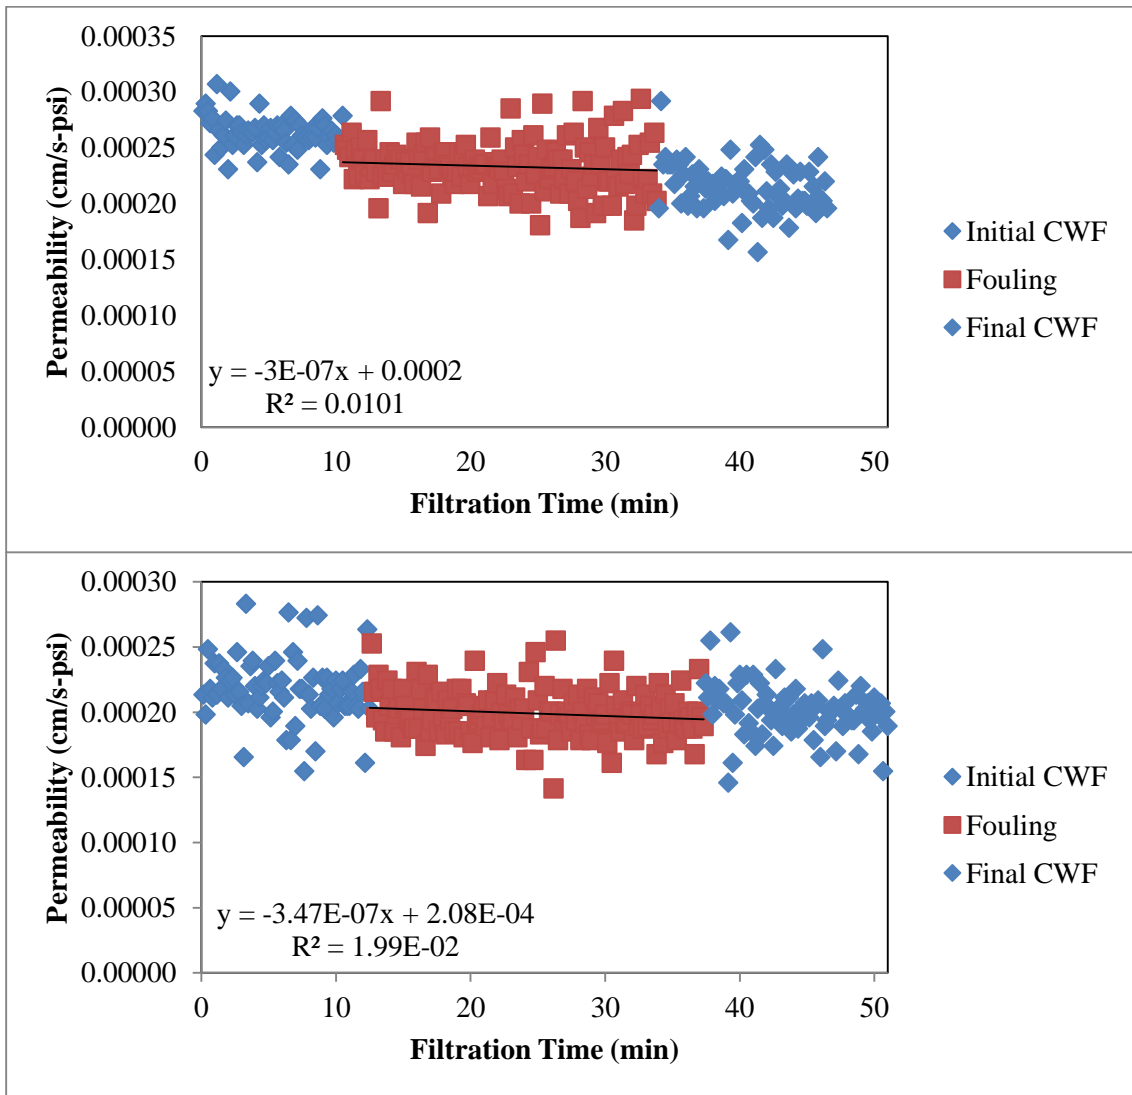 0.00035
0.00030
0.00025
0.00020
0.00015
0.00010
0.00005
0.00000
Permeability (cm/s-psi)
y = -3E-07x + 0.0002
R² = 0.0101
0 10 20 30 40 50
Filtration Time (min)
Initial CWF
Fouling
Final CWF
0.00030
0.00025
0.00020
0.00015
0.00010
0.00005
0.00000
Permeability (cm/s-psi)
y = -3.47E-07x + 2.08E-04
R² = 1.99E-02
0 10 20 30 40 50
Filtration Time (min)
Initial CWF
Fouling
Final CWF